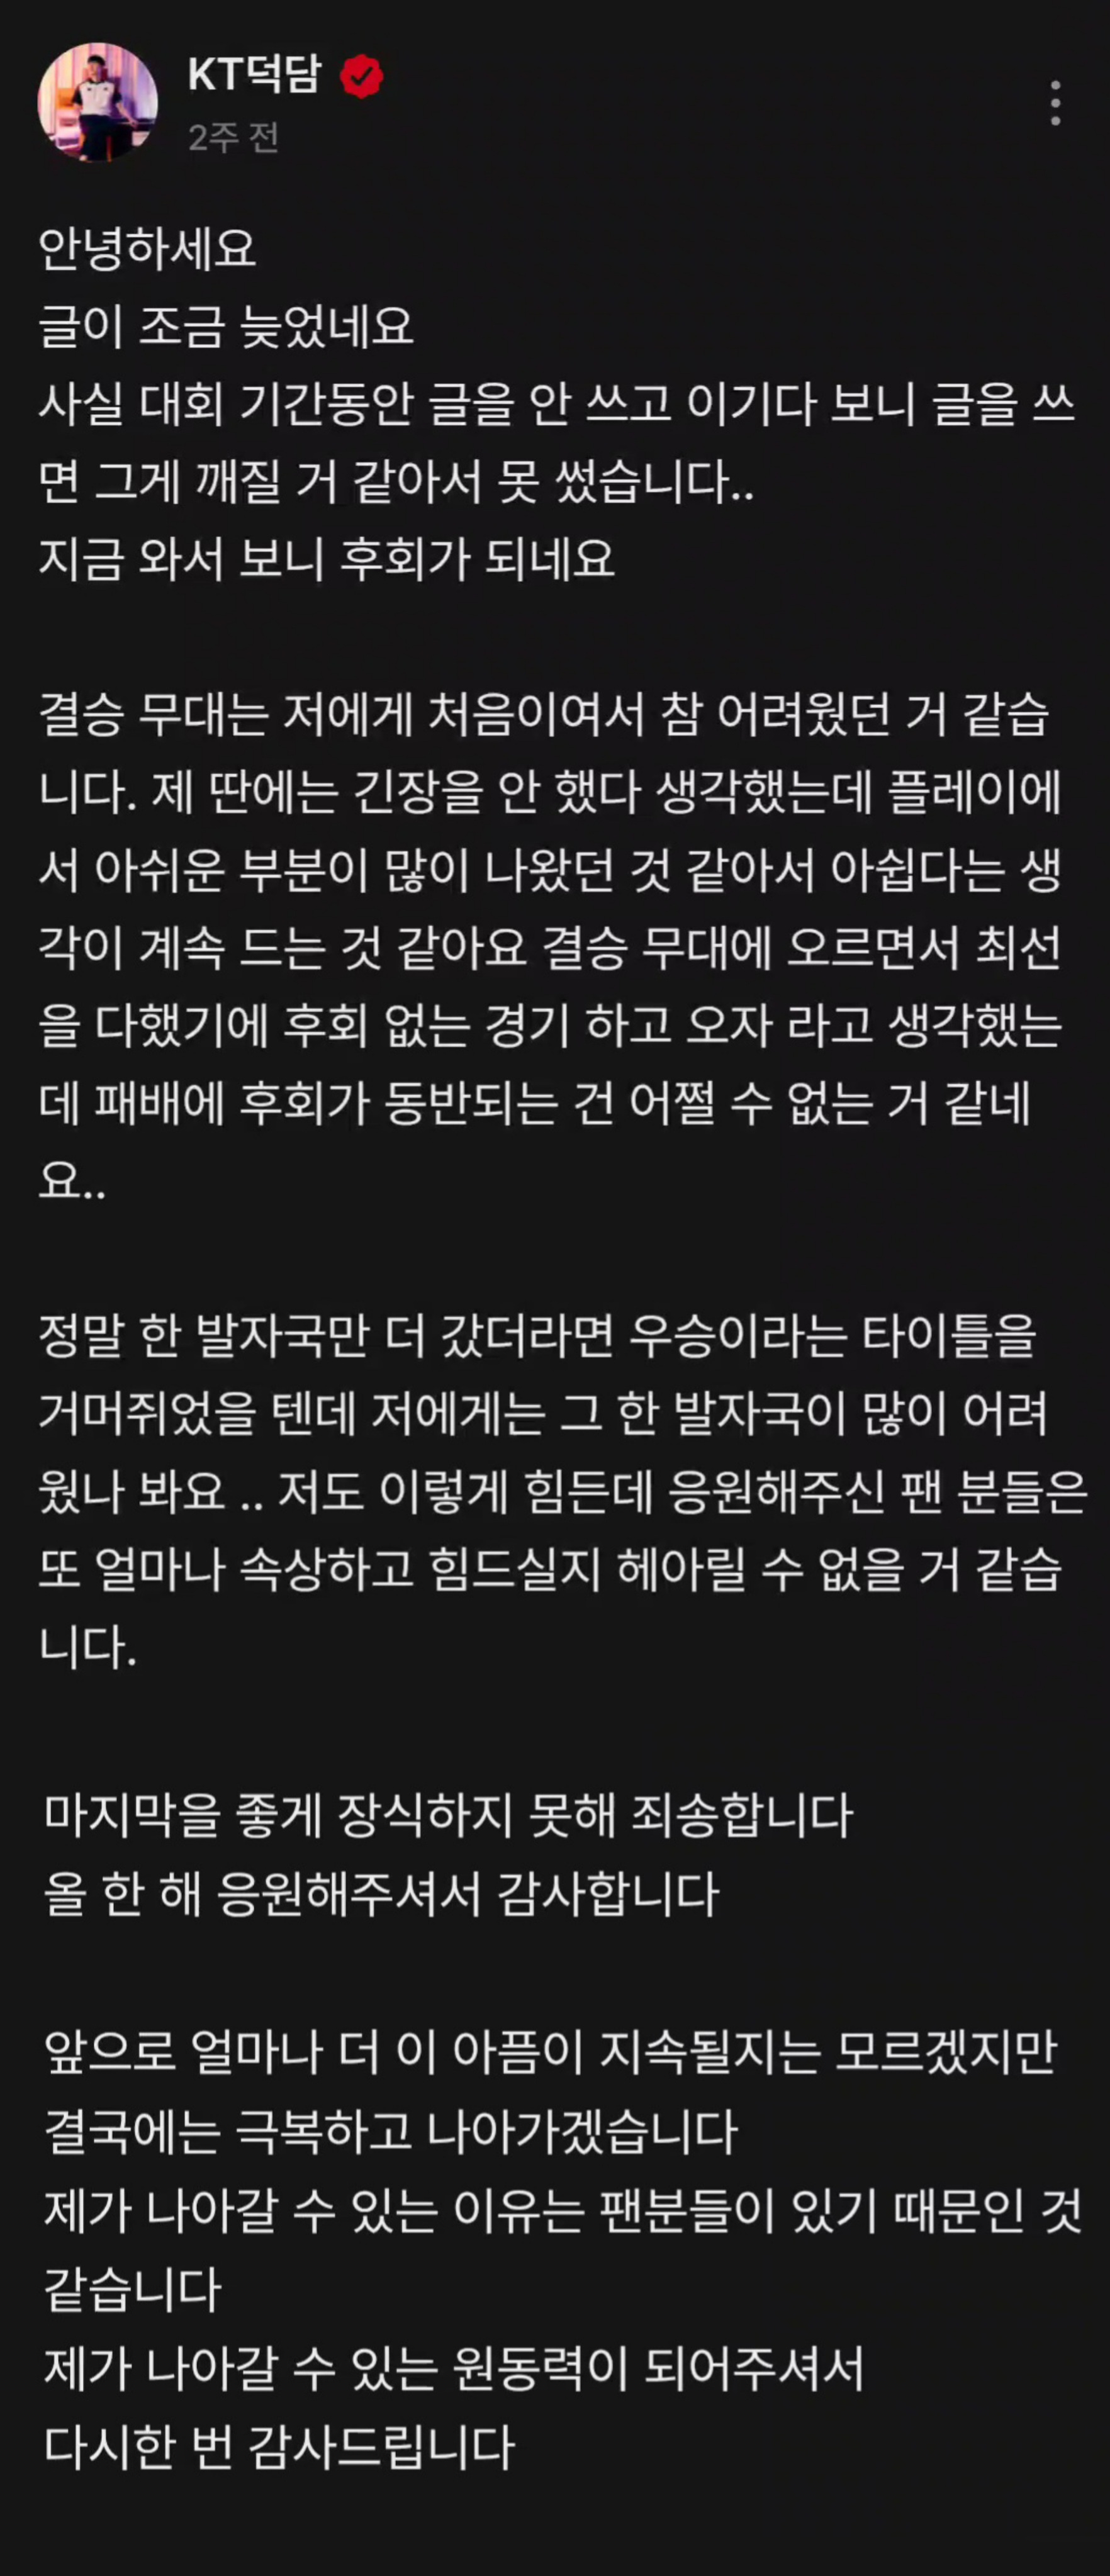 KT덕담
2주 전
안녕하세요
글이 조금 늦었네요
사실 대회 기간동안 글을 안 쓰고 이기다 보니 글을 쓰
면 그게 깨질 거 같아서 못 썼습니다..
지금 와서 보니 후회가 되네요
결승 무대는 저에게 처음이여서 참 어려웠던 거 같습
니다. 제 딴에는 긴장을 안 했다 생각했는데 플레이에
서 아쉬운 부분이 많이 나왔던 것 같아서 아쉽다는 생
각이 계속 드는 것 같아요 결승 무대에 오르면서 최선
을 다했기에 후회 없는 경기 하고 오자 라고 생각했는
데 패배에 후회가 동반되는 건 어쩔 수 없는 거 같네
요..
정말 한 발자국만 더 갔더라면 우승이라는 타이틀을
거머쥐었을 텐데 저에게는 그 한 발자국이 많이 어려
웠나 봐요 .. 저도 이렇게 힘든데 응원해주신 팬 분들은
또 얼마나 속상하고 힘드실지 헤아릴 수 없을 거 같습
니다.
마지막을 좋게 장식하지 못해 죄송합니다
올 한 해 응원해주셔서 감사합니다
앞으로 얼마나 더 이 아픔이 지속될지는 모르겠지만
결국에는 극복하고 나아가겠습니다
제가 나아갈 수 있는 이유는 팬분들이 있기 때문인 것
같습니다
제가 나아갈 수 있는 원동력이 되어주셔서
다시한 번 감사드립니다